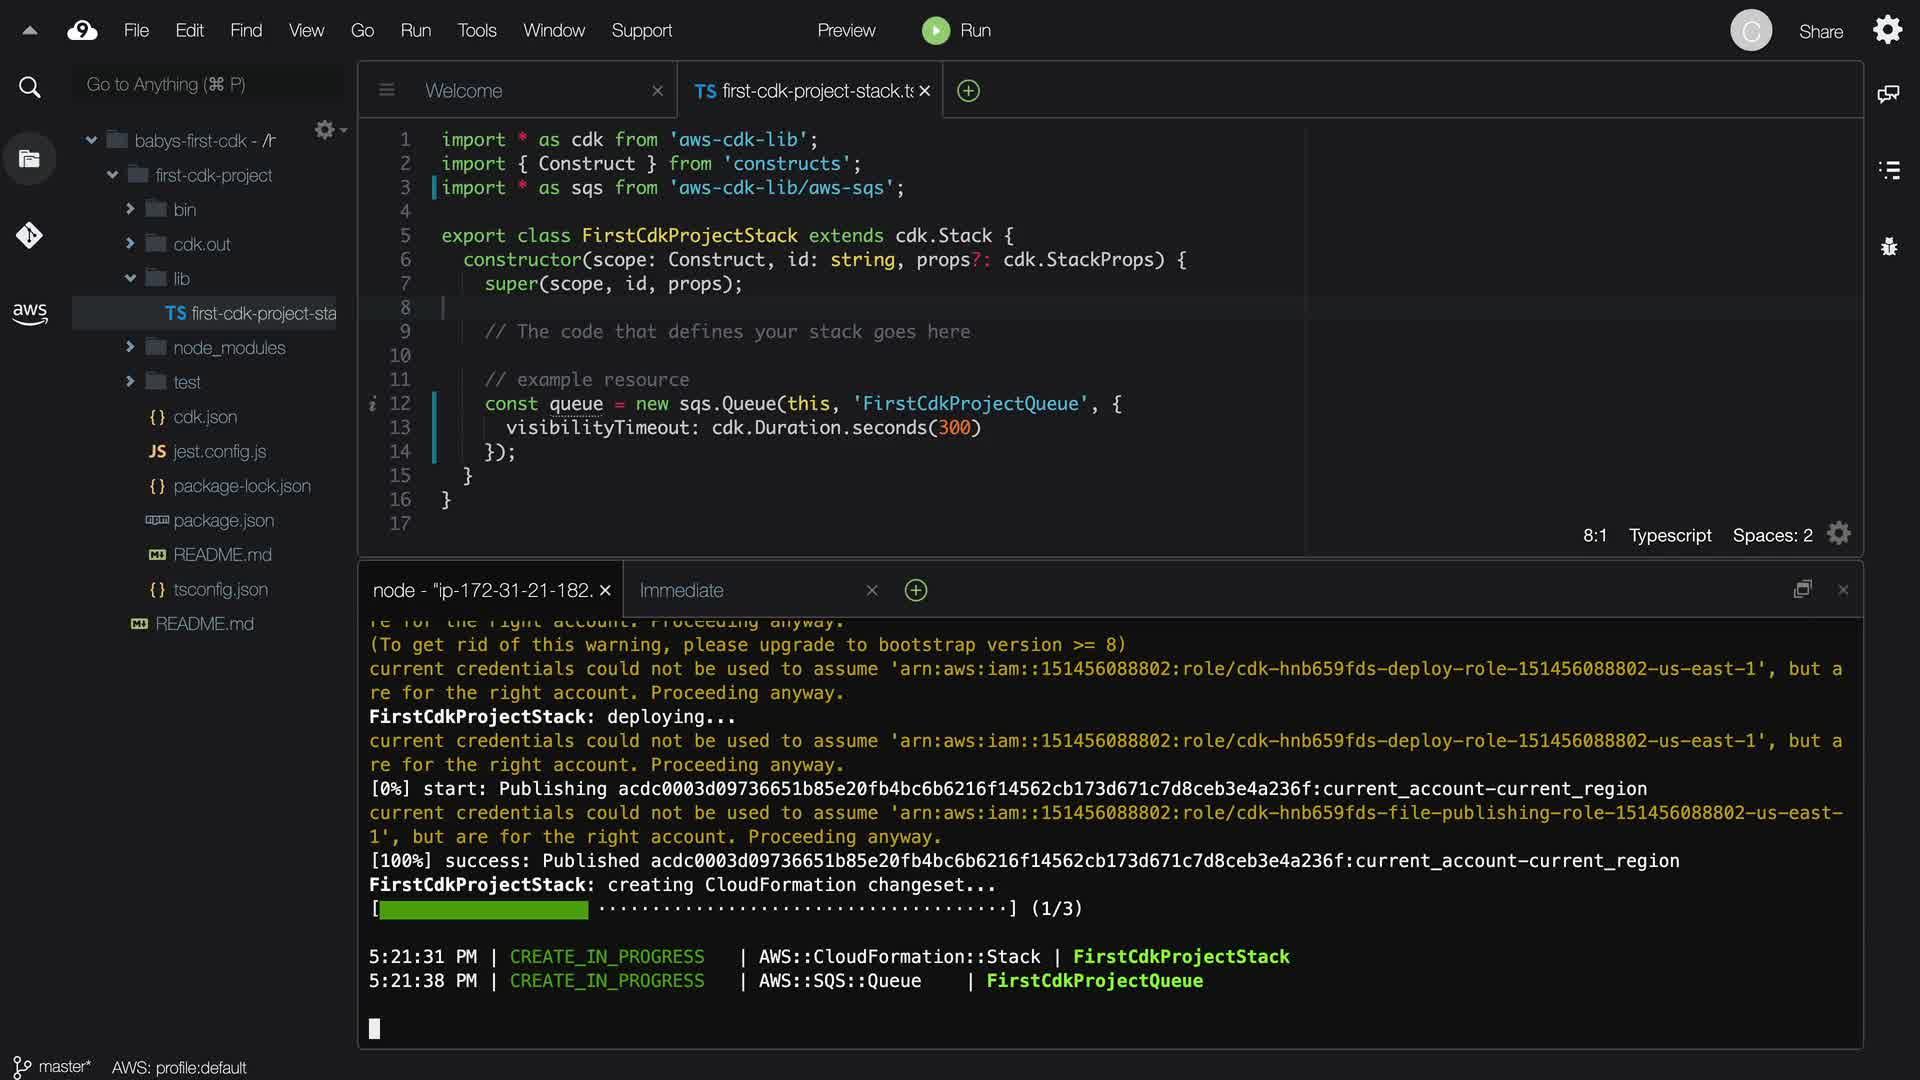 9 File Edit Find View Go Run Tools Window Support Preview Run C Share
Go to Anything (⌘ P)
babys-first-cdk - /h
first-cdk-project
bin
cdk.out
lib
TS first-cdk-project-sta
node_modules
test
{} cdk.json
JS jest.config.js
{} package-lock.json
npm package.json
README.md
{} tsconfig.json
README.md
aws
Welcome × TS first-cdk-project-stack.ts ×
1 import * as cdk from 'aws-cdk-lib';
2 import { Construct } from 'constructs';
3 import * as sqs from 'aws-cdk-lib/aws-sqs';
4
5 export class FirstCdkProjectStack extends cdk.Stack {
6 constructor(scope: Construct, id: string, props?: cdk.StackProps) {
7 super(scope, id, props);
8
9 // The code that defines your stack goes here
10
11 // example resource
i 12 const queue = new sqs.Queue(this, 'FirstCdkProjectQueue', {
13 visibilityTimeout: cdk.Duration.seconds(300)
14 });
15 }
16 }
17
8:1 Typescript Spaces: 2
node - "ip-172-31-21-182. × Immediate ×
re for the right account. Proceeding anyway.
(To get rid of this warning, please upgrade to bootstrap version >= 8)
current credentials could not be used to assume 'arn:aws:iam::151456088802:role/cdk-hnb659fds-deploy-role-151456088802-us-east-1', but a
re for the right account. Proceeding anyway.
FirstCdkProjectStack: deploying...
current credentials could not be used to assume 'arn:aws:iam::151456088802:role/cdk-hnb659fds-deploy-role-151456088802-us-east-1', but a
re for the right account. Proceeding anyway.
[0%] start: Publishing acdc0003d09736651b85e20fb4bc6b6216f14562cb173d671c7d8ceb3e4a236f:current_account-current_region
current credentials could not be used to assume 'arn:aws:iam::151456088802:role/cdk-hnb659fds-file-publishing-role-151456088802-us-east-
1', but are for the right account. Proceeding anyway.
[100%] success: Published acdc0003d09736651b85e20fb4bc6b6216f14562cb173d671c7d8ceb3e4a236f:current_account-current_region
FirstCdkProjectStack: creating CloudFormation changeset...
[······································] (1/3)
5:21:31 PM | CREATE_IN_PROGRESS | AWS::CloudFormation::Stack | FirstCdkProjectStack
5:21:38 PM | CREATE_IN_PROGRESS | AWS::SQS::Queue | FirstCdkProjectQueue
master* AWS: profile:default